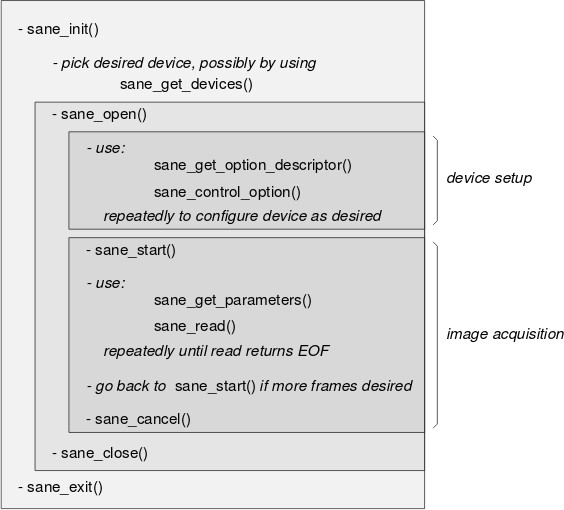 - sane_init()
- pick desired device, possibly by using
sane_get_devices()
- sane_open()
- use:
sane_get_option_descriptor()
sane_control_option()
repeatedly to configure device as desired
device setup
- sane_start()
- use:
sane_get_parameters()
sane_read()
repeatedly until read returns EOF
- go back to sane_start() if more frames desired
- sane_cancel()
image acquisition
- sane_close()
- sane_exit()